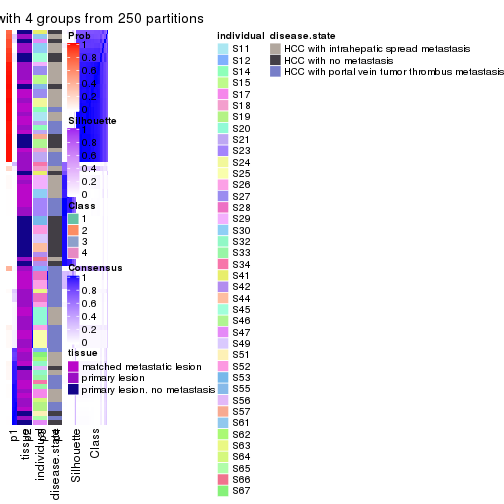 with 4 groups from 250 partitions
Prob
1
0.8
0.6
0.4
0.2
0
Silhouette
1
0.8
0.6
0.4
0.2
0
Class
1
2
3
4
Consensus
1
0.8
0.6
0.4
0.2
0
tissue
matched metastatic lesion
primary lesion
primary lesion. no metastasis
p1
tissue
individual
disease.state
Silhouette
Class
individual
S11
S12
S14
S15
S17
S18
S19
S20
S21
S23
S24
S25
S26
S27
S28
S29
S30
S32
S33
S34
S41
S42
S44
S45
S46
S47
S49
S51
S52
S53
S55
S56
S57
S61
S62
S63
S64
S65
S66
S67
disease.state
HCC with intrahepatic spread metastasis
HCC with no metastasis
HCC with portal vein tumor thrombus metastasis